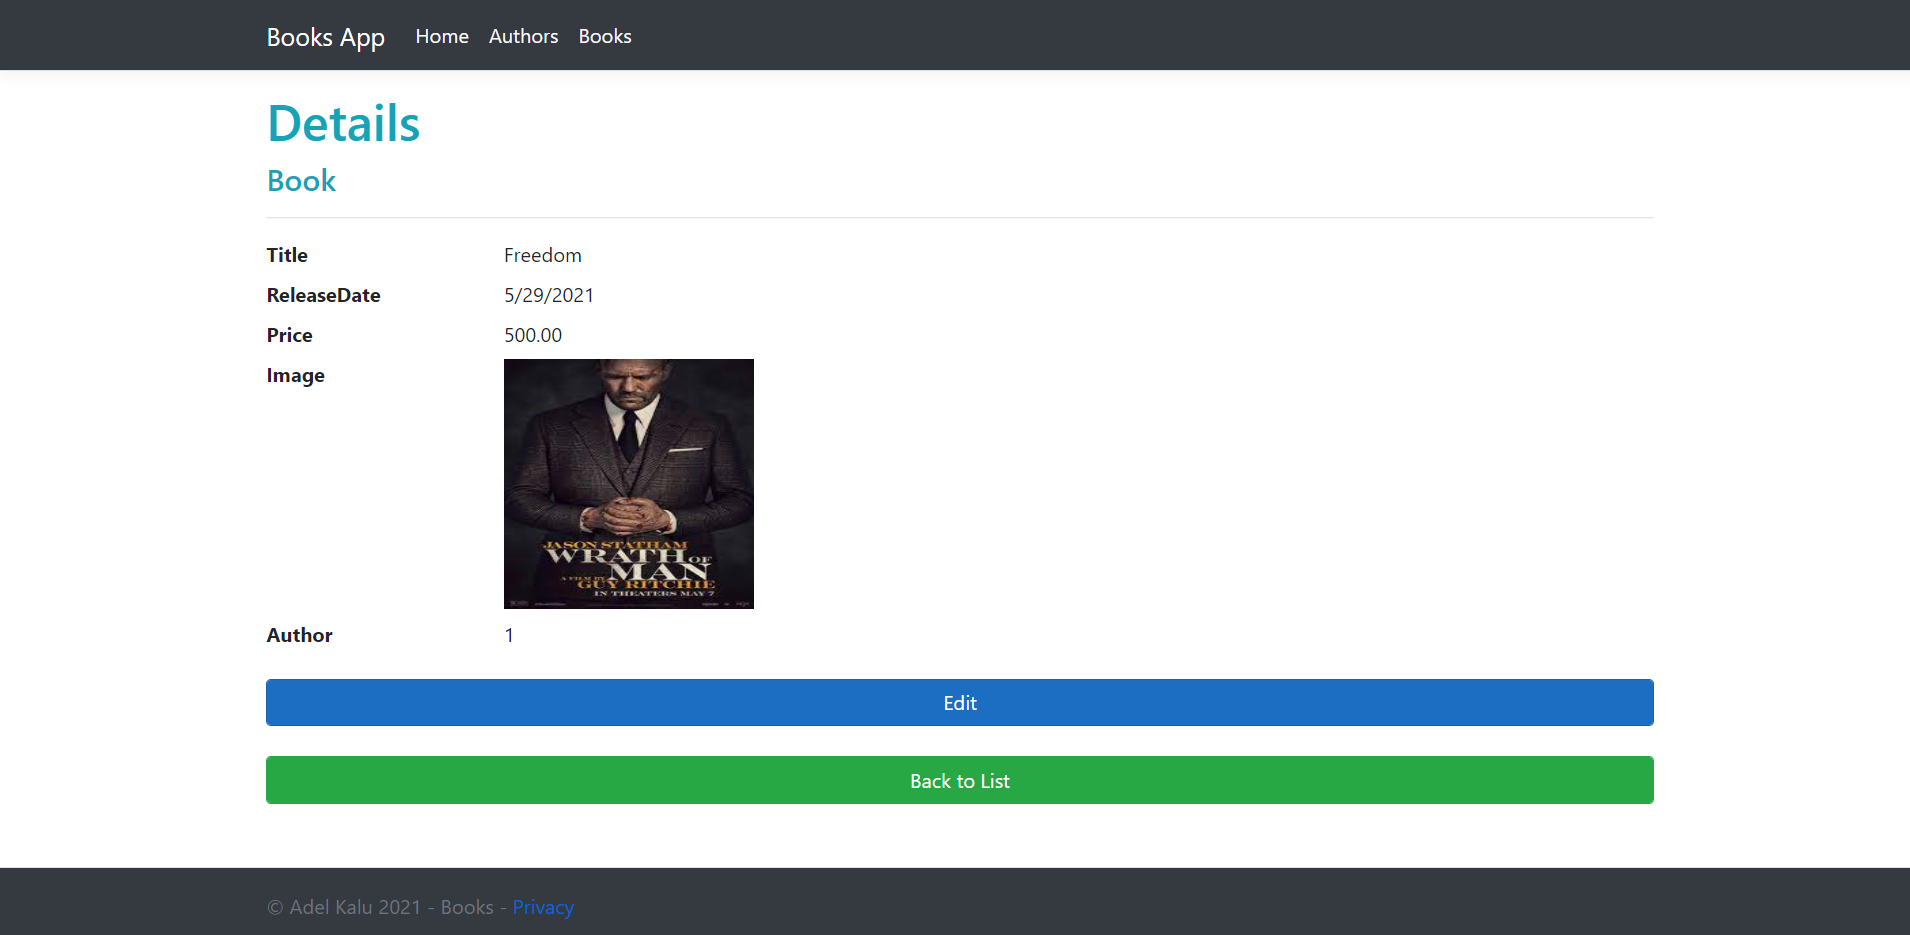 Books App Home Authors Books
Details
Book
Title Freedom
ReleaseDate 5/29/2021
Price 500.00
Image
JASON STATHAM
WRATH OF
MAN
A FILM BY
GUY RITCHIE
IN THEATERS MAY 7
Author 1
Edit
Back to List
© Adel Kalu 2021 - Books - Privacy